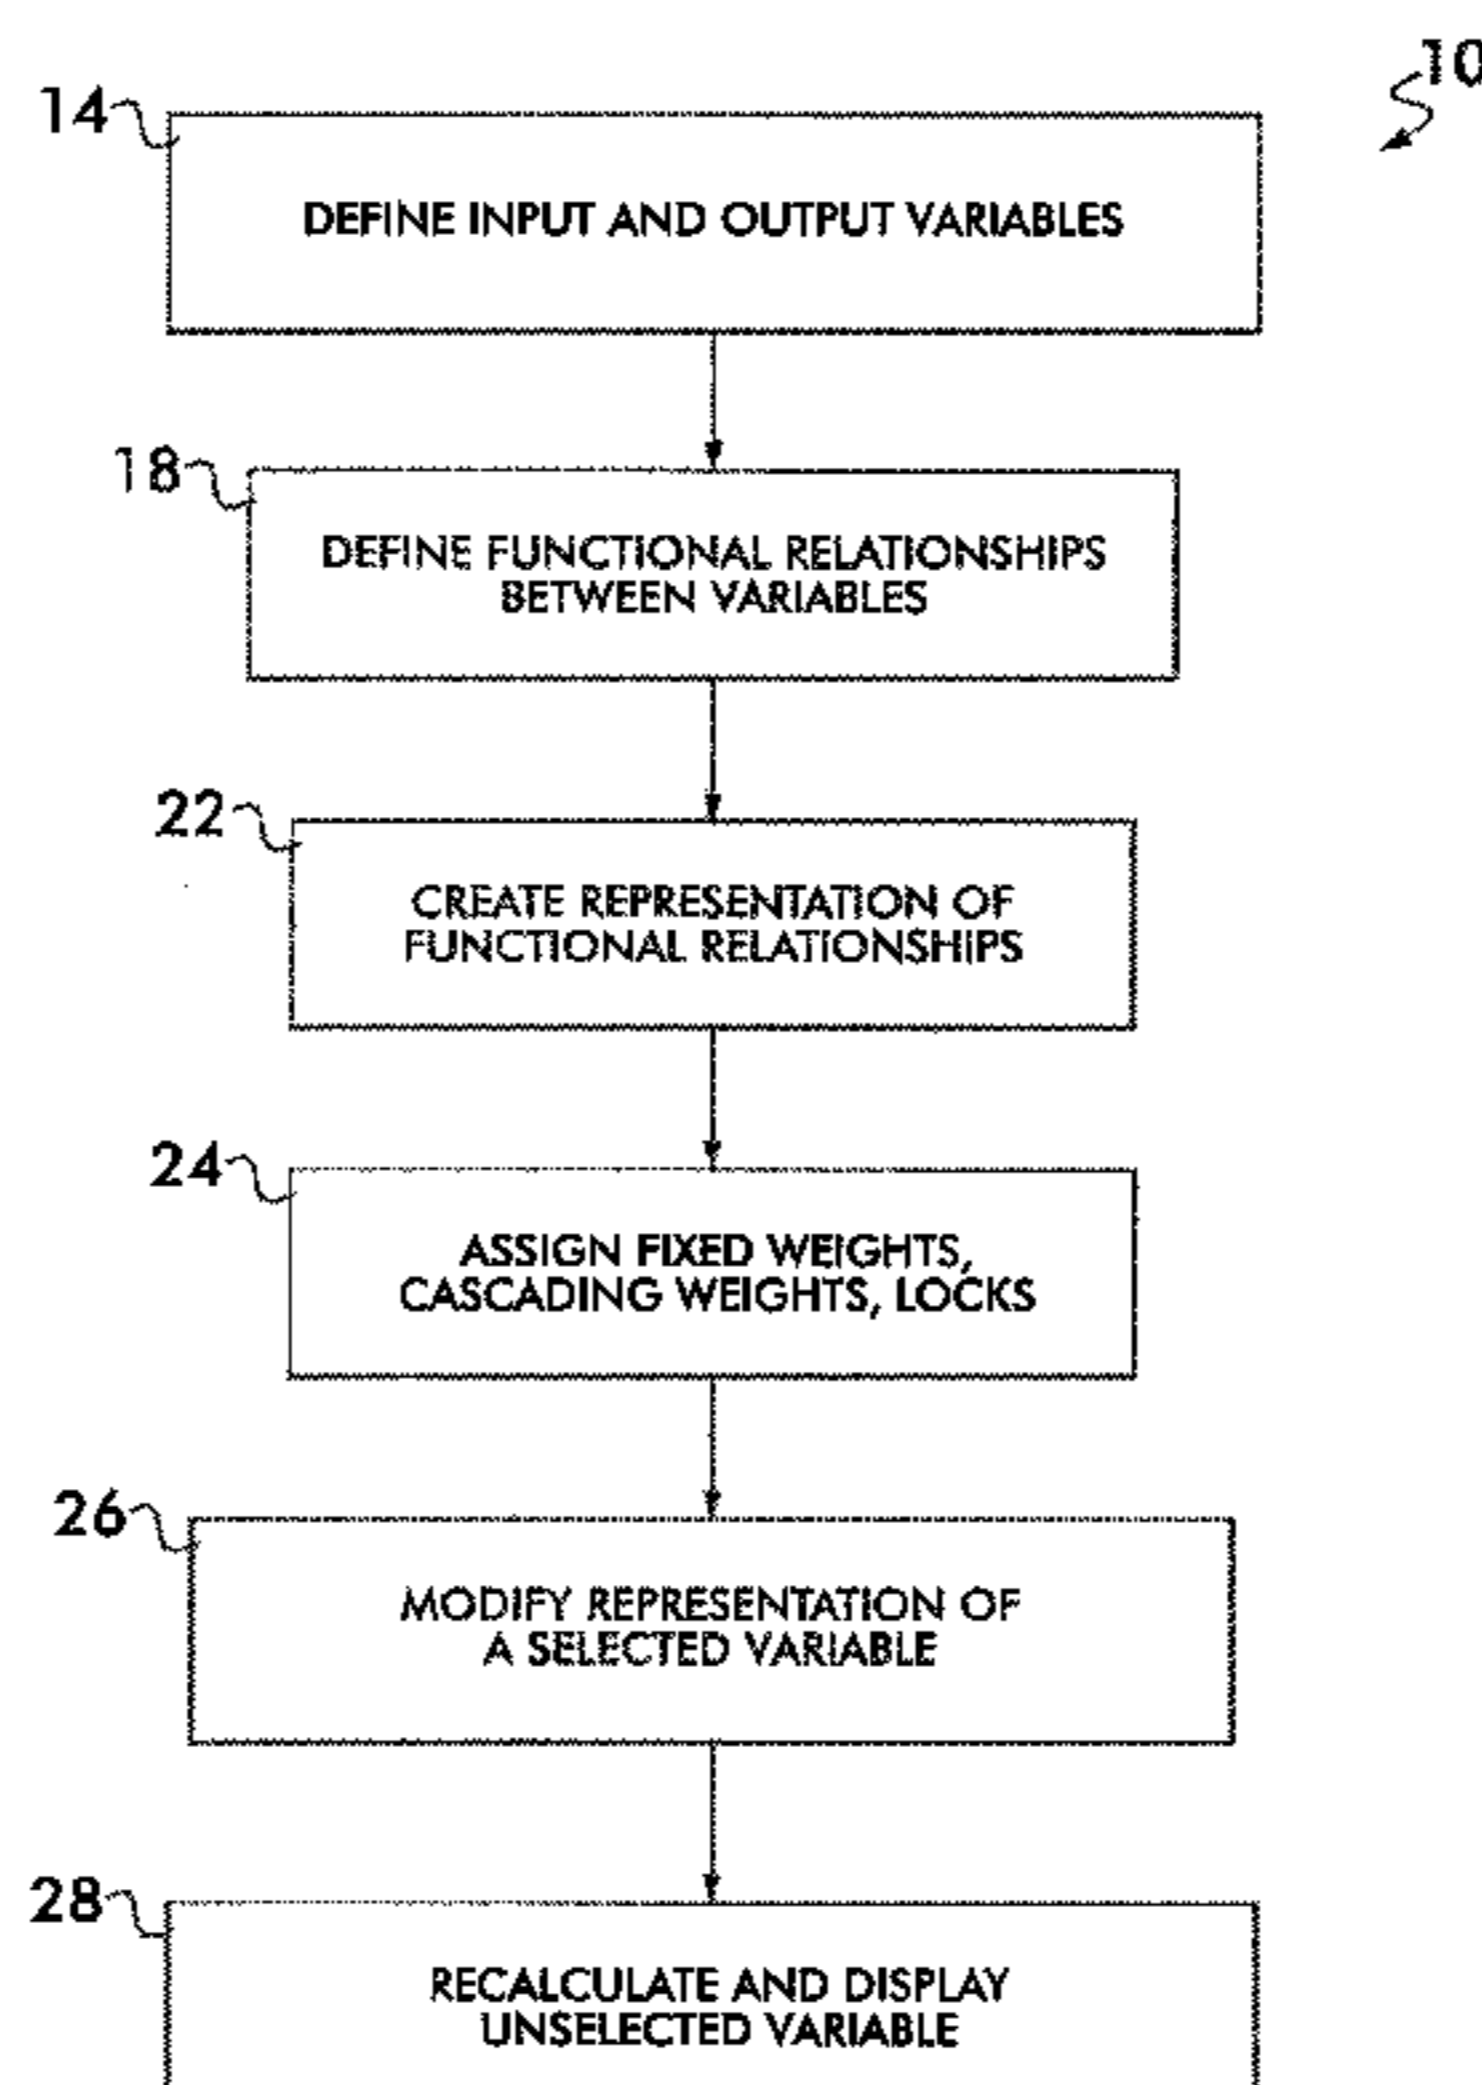 10
14
DEFINE INPUT AND OUTPUT VARIABLES
18
DEFINE FUNCTIONAL RELATIONSHIPS
BETWEEN VARIABLES
22
CREATE REPRESENTATION OF
FUNCTIONAL RELATIONSHIPS
24
ASSIGN FIXED WEIGHTS,
CASCADING WEIGHTS, LOCKS
26
MODIFY REPRESENTATION OF
A SELECTED VARIABLE
28
RECALCULATE AND DISPLAY
UNSELECTED VARIABLE